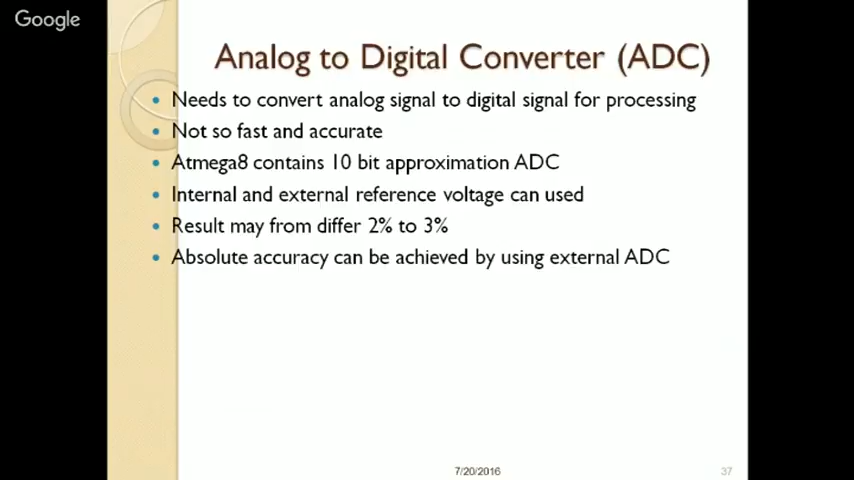 Google
Analog to Digital Converter (ADC)
Needs to convert analog signal to digital signal for processing
Not so fast and accurate
Atmega8 contains 10 bit approximation ADC
Internal and external reference voltage can used
Result may from differ 2% to 3%
Absolute accuracy can be achieved by using external ADC
7/20/2016
37